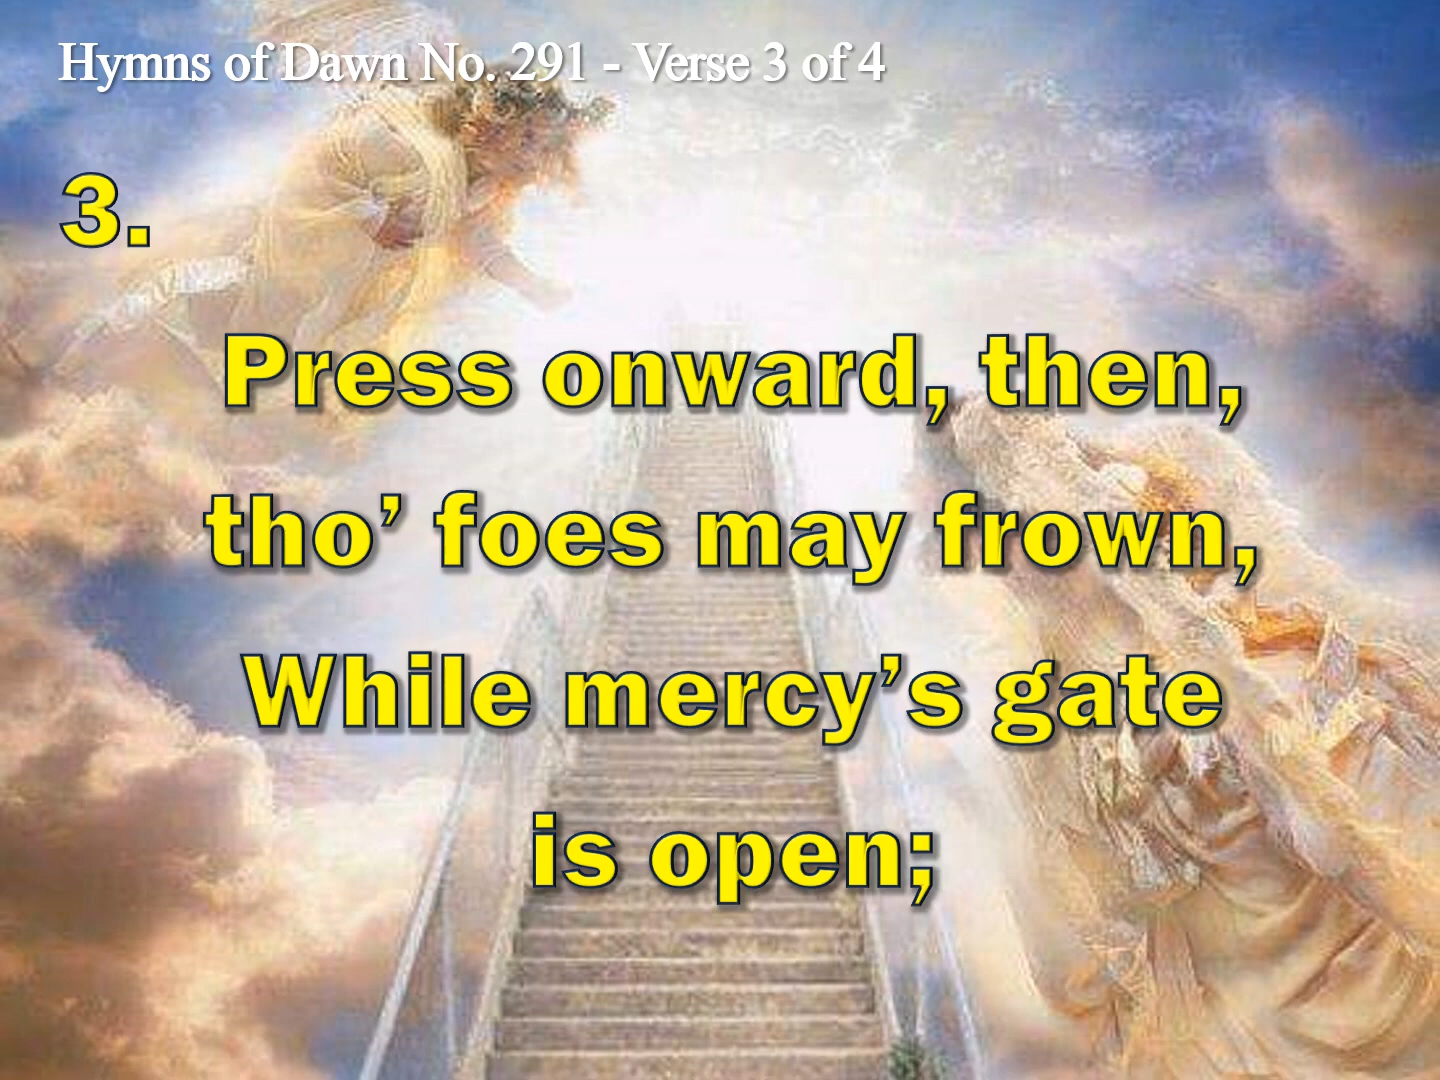 Hymns of Dawn No. 291 - Verse 3 of 4
3.
Press onward, then,
tho’ foes may frown,
While mercy’s gate
is open;